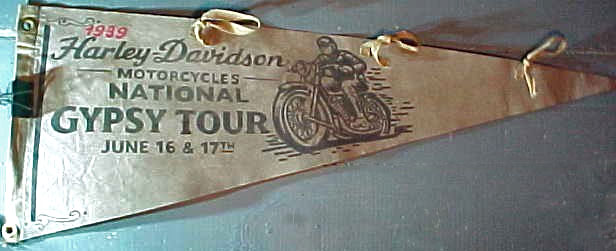 1939
Harley-Davidson
MOTORCYCLES
NATIONAL
GYPSY TOUR
JUNE 16 & 17TH